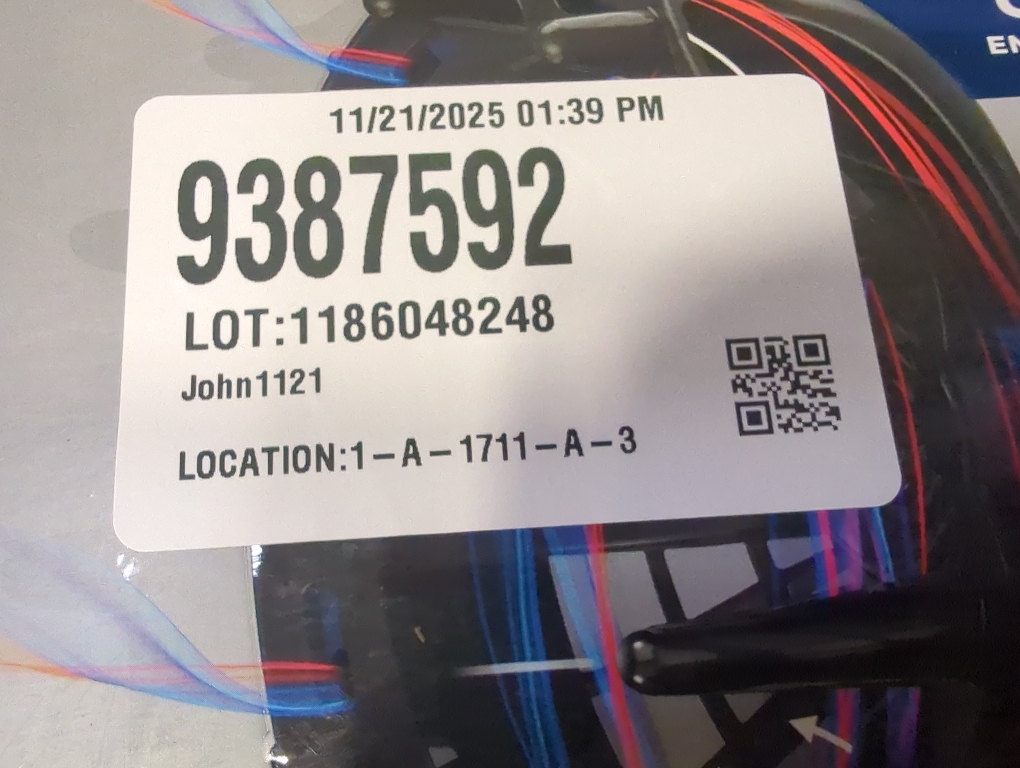 11/21/2025 01:39 PM
9387592
LOT:1186048248
John1121
LOCATION:1-A-1711-A-3